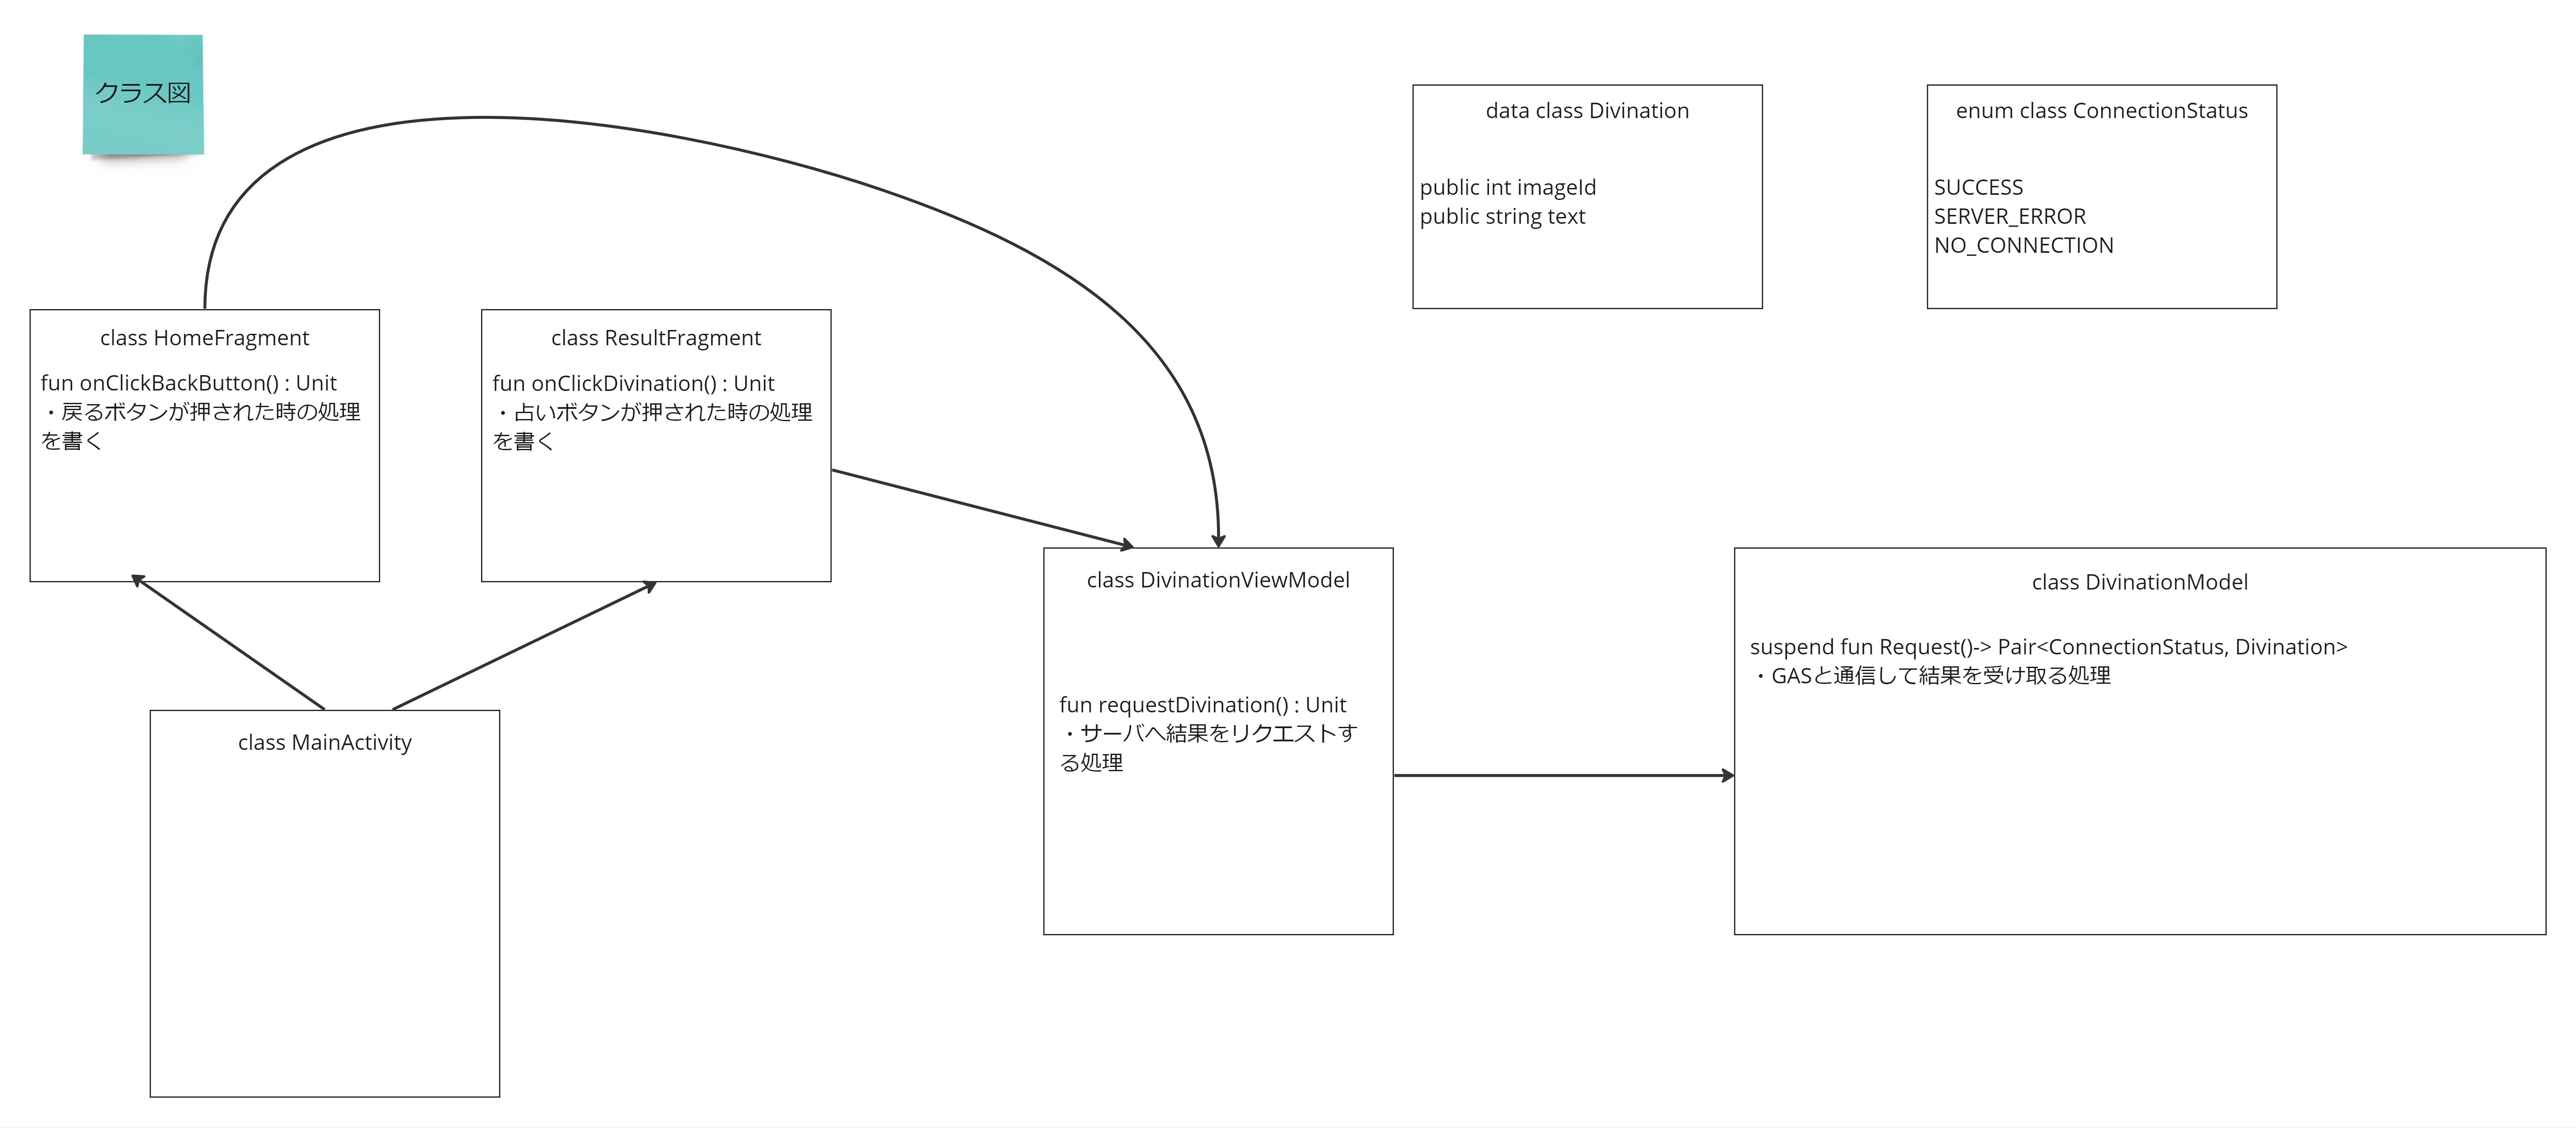 クラス図
data class Divination
public int imageId
public string text
enum class ConnectionStatus
SUCCESS
SERVER_ERROR
NO_CONNECTION
class HomeFragment
fun onClickBackButton() : Unit
・戻るボタンが押された時の処理
を書く
class ResultFragment
fun onClickDivination() : Unit
・占いボタンが押された時の処理
を書く
class DivinationViewModel
fun requestDivination() : Unit
・サーバへ結果をリクエストす
る処理
class DivinationModel
suspend fun Request()-> Pair<ConnectionStatus, Divination>
・GASと通信して結果を受け取る処理
class MainActivity